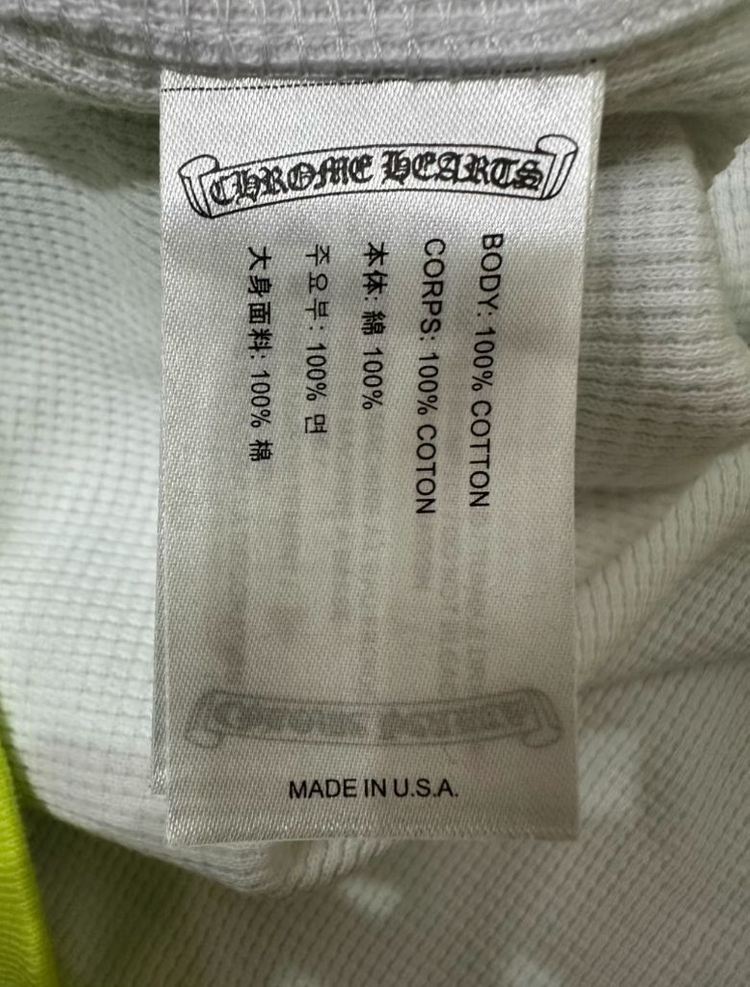 CHROME HEARTS
BODY: 100% COTTON
CORPS: 100% COTON
本体: 綿 100%
주요부: 100% 면
大身面料: 100% 棉
MADE IN U.S.A.